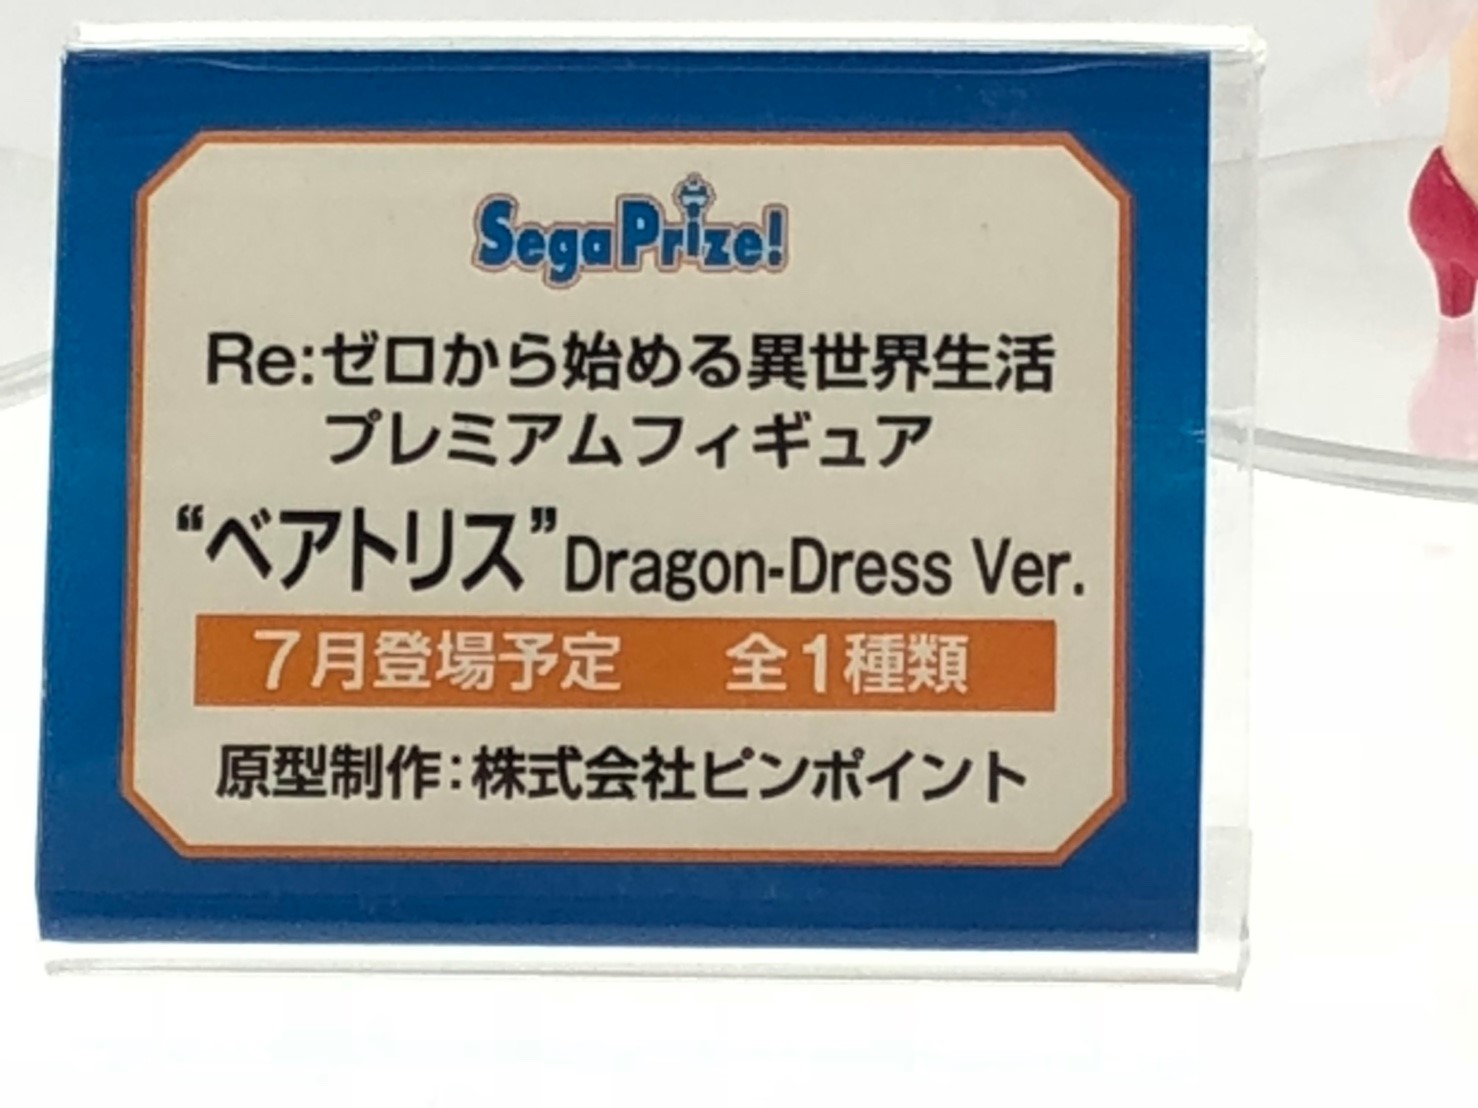 Sega Prize!
Re:ゼロから始める異世界生活
プレミアムフィギュア
“ベアトリス”Dragon-Dress Ver.
7月登場予定　全1種類
原型制作：株式会社ピンポイント